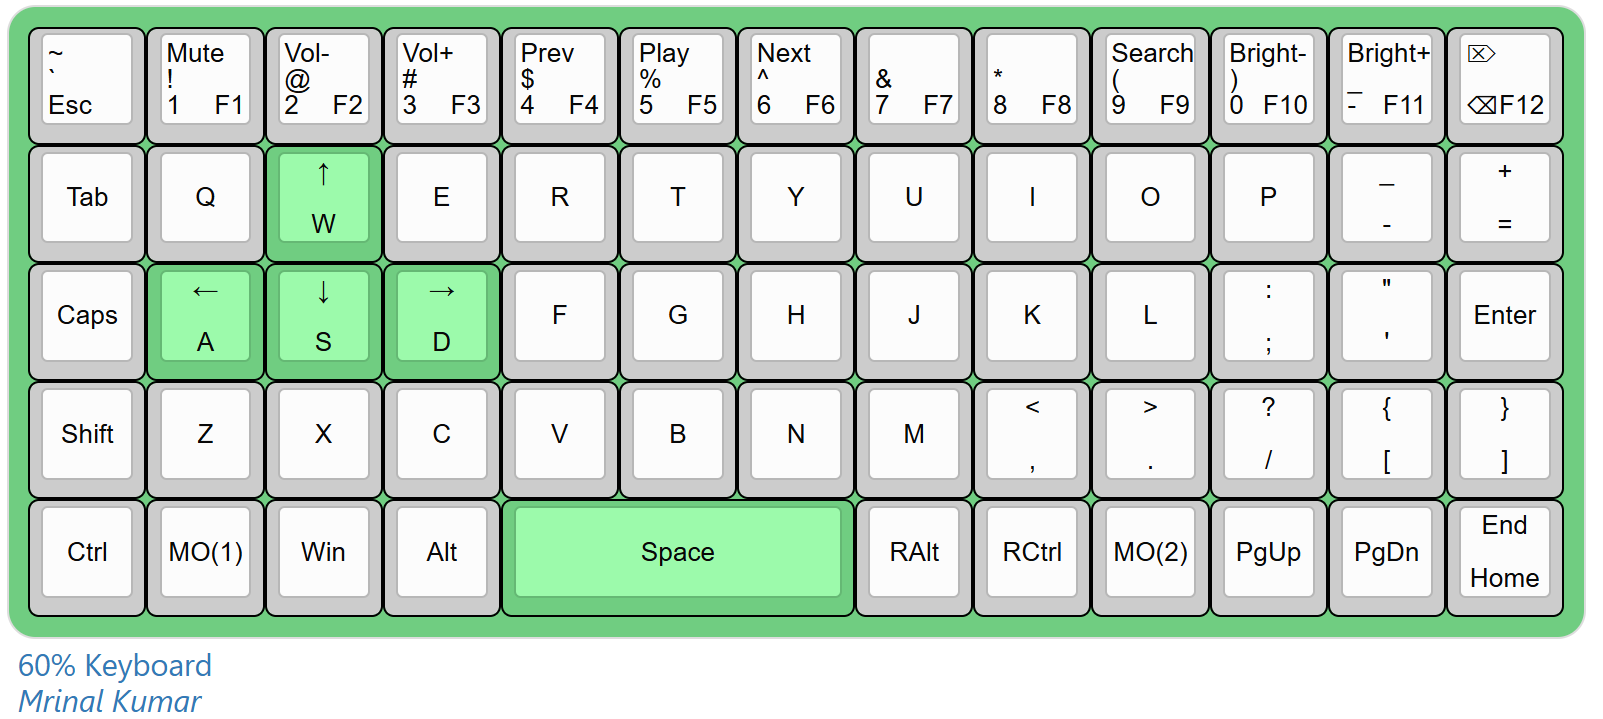 ~ Mute Vol- Vol+ Prev Play Next Search Bright- Bright+ ⌦
` ! @ # $ % ^ & * ( ) _
Esc 1 F1 2 F2 3 F3 4 F4 5 F5 6 F6 7 F7 8 F8 9 F9 0 F10 - F11 ⌫F12
Tab Q ↑ E R T Y U I O P _ +
W - =
Caps ← ↓ → F G H J K L : " Enter
A S D ; '
Shift Z X C V B N M < > ? { }
, . / [ ]
Ctrl MO(1) Win Alt Space RAlt RCtrl MO(2) PgUp PgDn End
Home
60% Keyboard
Mrinal Kumar